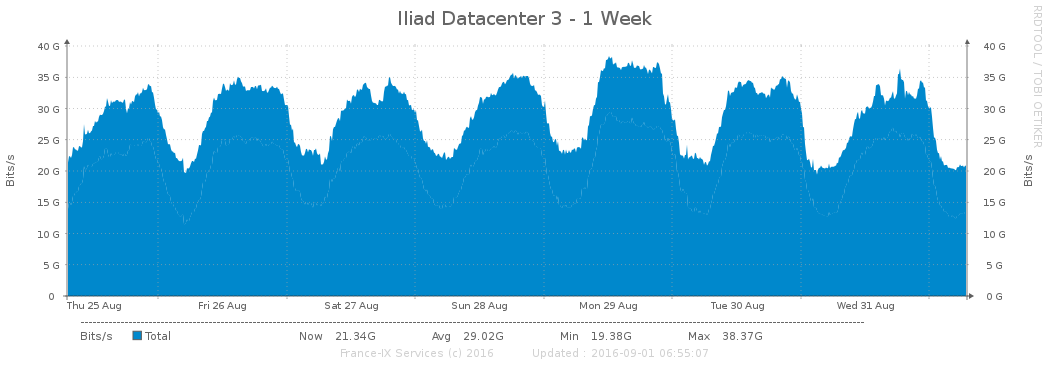 Iliad Datacenter 3 - 1 Week
RRDTOOL / TOBI OETIKER
40 G 40 G
35 G 35 G
30 G 30 G
25 G 25 G
20 G 20 G
15 G 15 G
10 G 10 G
5 G 5 G
0 0 G
Bits/s Bits/s
Thu 25 Aug Fri 26 Aug Sat 27 Aug Sun 28 Aug Mon 29 Aug Tue 30 Aug Wed 31 Aug
Bits/s Total Now 21.34G Avg 29.02G Min 19.38G Max 38.37G
France-IX Services (c) 2016 Updated : 2016-09-01 06:55:07